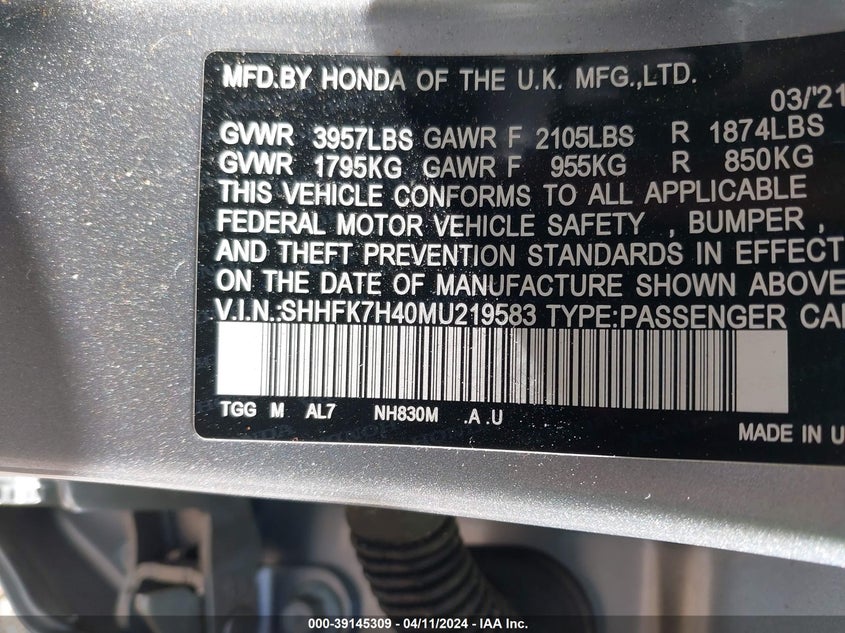 MFD.BY HONDA OF THE U.K. MFG.,LTD.
03/'21
GVWR 3957LBS GAWR F 2105LBS R 1874LBS
GVWR 1795KG GAWR F 955KG R 850KG
THIS VEHICLE CONFORMS TO ALL APPLICABLE
FEDERAL MOTOR VEHICLE SAFETY , BUMPER ,
AND THEFT PREVENTION STANDARDS IN EFFECT
ON THE DATE OF MANUFACTURE SHOWN ABOVE
V.I.N.:SHHFK7H40MU219583 TYPE:PASSENGER CA
TGG M AL7 NH830M .A .U
MADE IN U
000-39145309 - 04/11/2024 - IAA Inc.